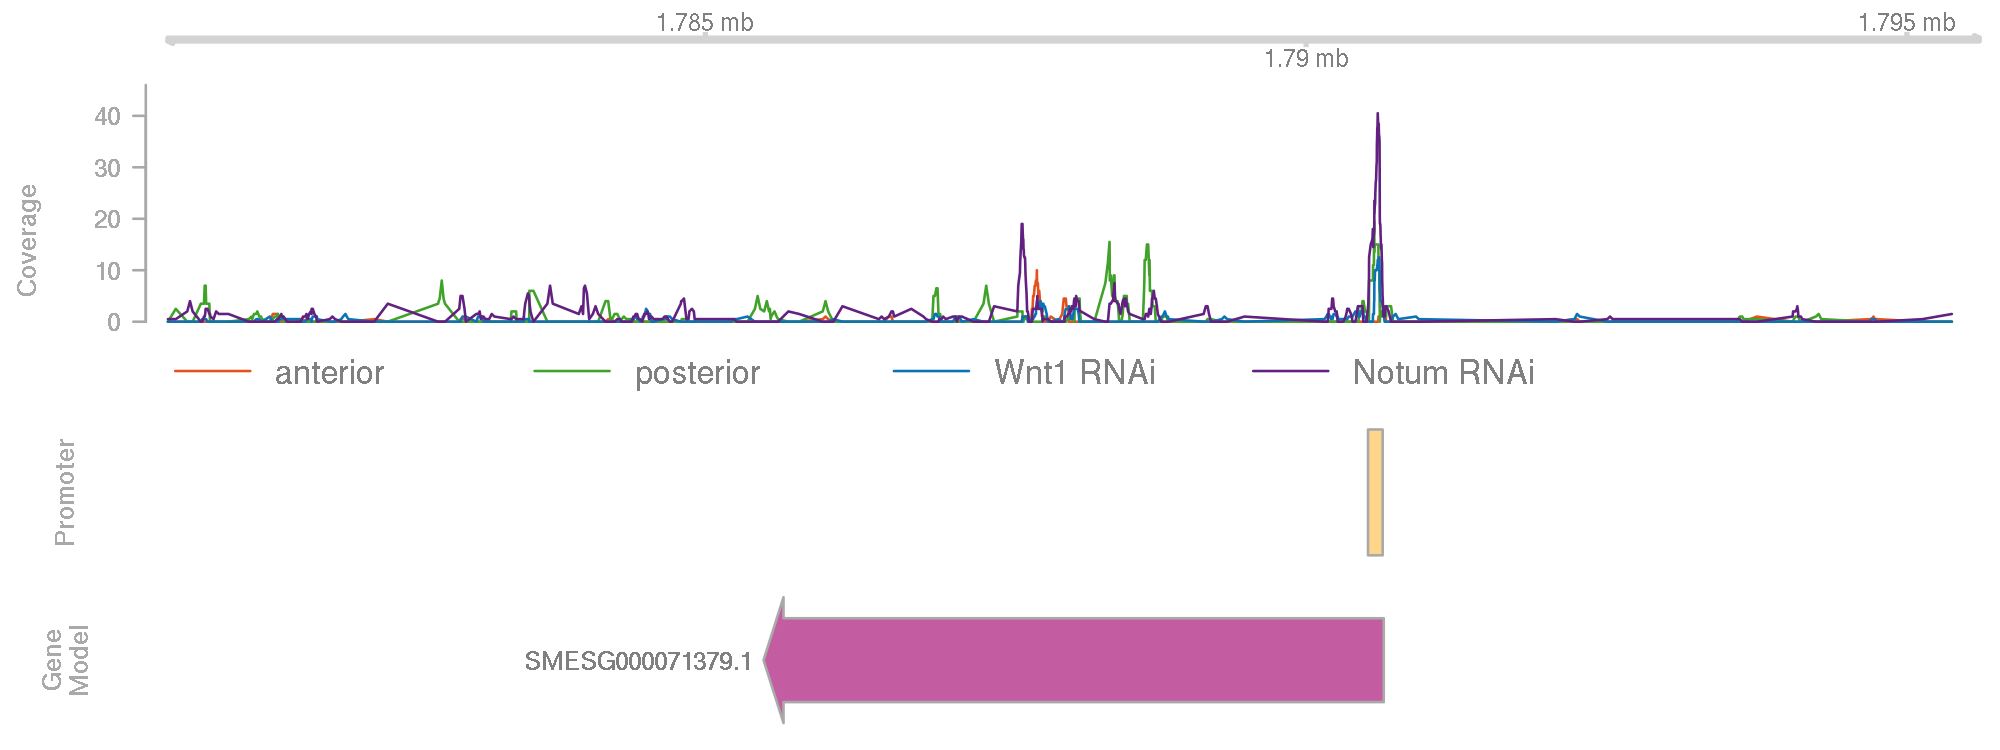 1.785 mb
1.795 mb
1.79 mb
Coverage
40
30
20
10
0
anterior
posterior
Wnt1 RNAi
Notum RNAi
Promoter
Gene
Model
SMESG000071379.1